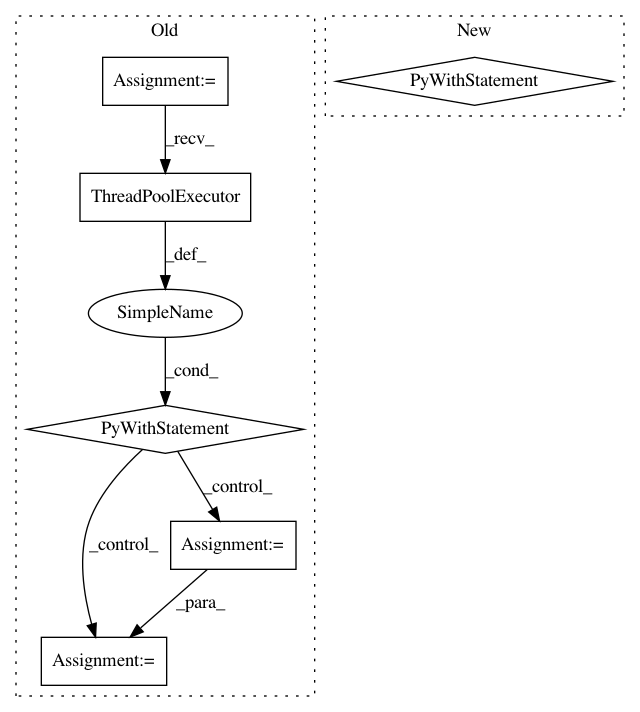 Old
New
Assignment:=
PyWithStatement
_recv_
ThreadPoolExecutor
_def_
SimpleName
_cond_
PyWithStatement
_control_
_control_
Assignment:=
_para_
Assignment:=